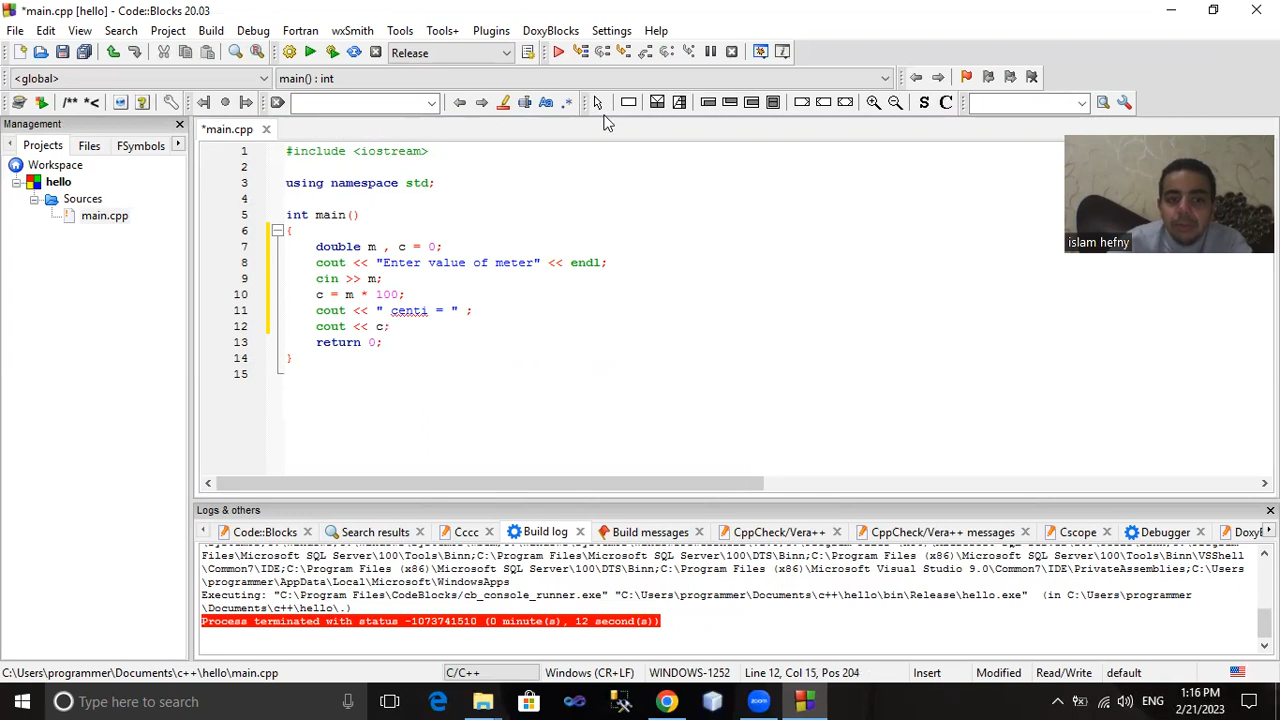 *main.cpp [hello] - Code::Blocks 20.03
File Edit View Search Project Build Debug Fortran wxSmith Tools Tools+ Plugins DoxyBlocks Settings Help
Release
<global> main() : int
/** *< Aa .* S C
Management
Projects Files FSymbols
Workspace
hello
Sources
main.cpp
*main.cpp
1 #include <iostream>
2
3 using namespace std;
4
5 int main()
6 {
7 double m , c = 0;
8 cout << "Enter value of meter" << endl;
9 cin >> m;
10 c = m * 100;
11 cout << " centi = " ;
12 cout << c;
13 return 0;
14 }
15
islam hefny
Logs & others
Code::Blocks Search results Cccc Build log Build messages CppCheck/Vera++ CppCheck/Vera++ messages Cscope Debugger DoxyB
Files\Microsoft SQL Server\100\Tools\Binn;C:\Program Files\Microsoft SQL Server\100\DTS\Binn;C:\Program Files (x86)\Microsoft SQL Server\100\Tools\Binn\VSShell
\Common7\IDE;C:\Program Files (x86)\Microsoft SQL Server\100\DTS\Binn;C:\Program Files (x86)\Microsoft Visual Studio 9.0\Common7\IDE\PrivateAssemblies;C:\Users
\programmer\AppData\Local\Microsoft\WindowsApps
Executing: "C:\Program Files\CodeBlocks/cb_console_runner.exe" "C:\Users\programmer\Documents\c++\hello\bin\Release\hello.exe" (in C:\Users\programmer
\Documents\c++\hello\.)
Process terminated with status -1073741510 (0 minute(s), 12 second(s))
C:\Users\programmer\Documents\c++\hello\main.cpp C/C++ Windows (CR+LF) WINDOWS-1252 Line 12, Col 15, Pos 204 Insert Modified Read/Write default
Type here to search
zoom
ENG
1:16 PM
2/21/2023